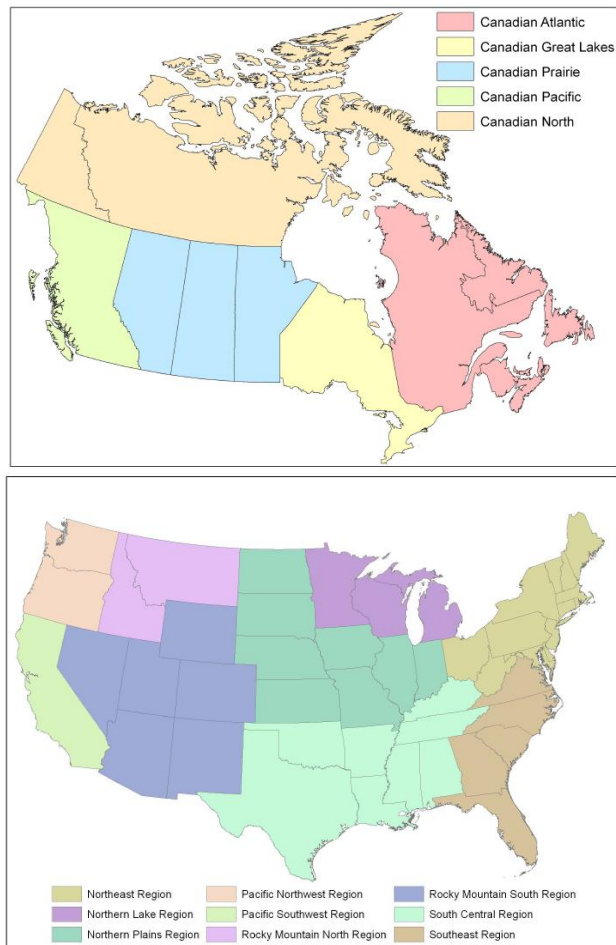 Canadian Atlantic
Canadian Great Lakes
Canadian Prairie
Canadian Pacific
Canadian North
Northeast Region
Pacific Northwest Region
Rocky Mountain South Region
Northern Lake Region
Pacific Southwest Region
South Central Region
Northern Plains Region
Rocky Mountain North Region
Southeast Region